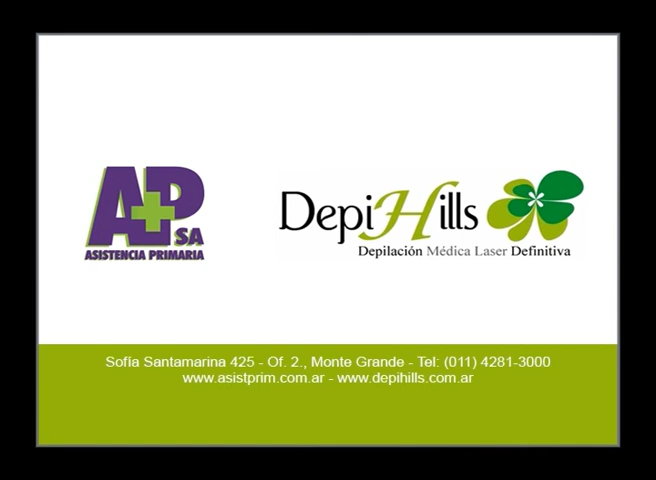 A+P
SA
ASISTENCIA PRIMARIA
DepiHills
Depilación Médica Laser Definitiva
Sofía Santamarina 425 - Of. 2., Monte Grande - Tel: (011) 4281-3000
www.asistprim.com.ar - www.depihills.com.ar